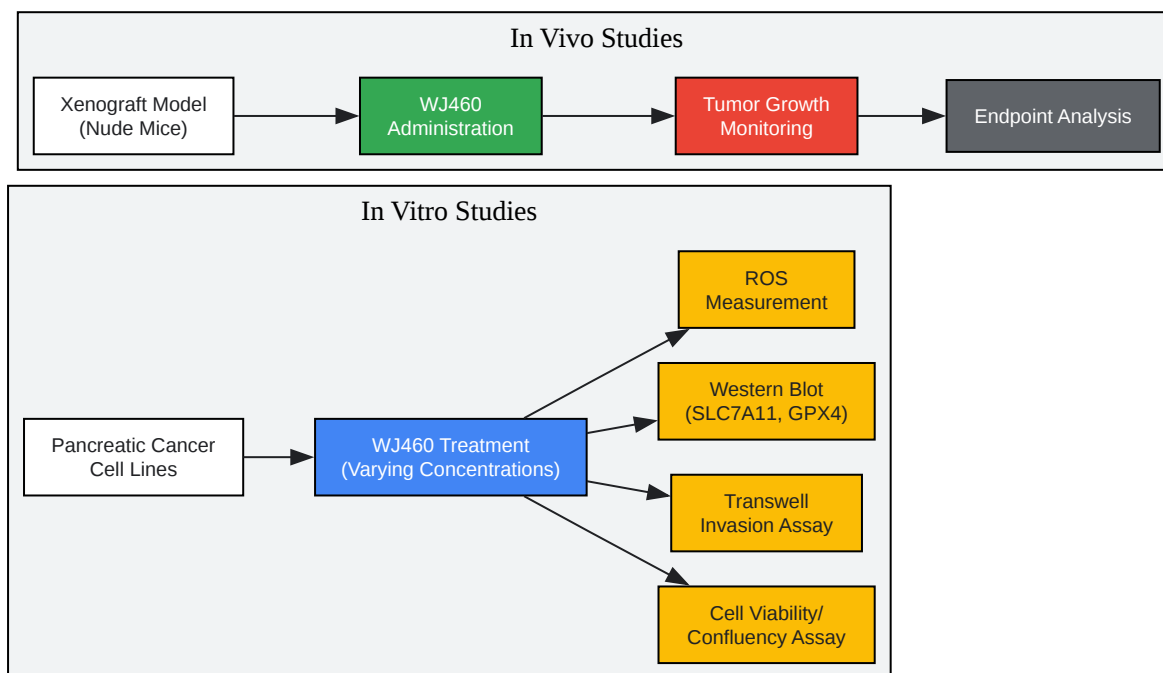 In Vivo Studies
Xenograft Model
(Nude Mice)
WJ460
Administration
Tumor Growth
Monitoring
Endpoint Analysis
In Vitro Studies
Pancreatic Cancer
Cell Lines
WJ460 Treatment
(Varying Concentrations)
ROS
Measurement
Western Blot
(SLC7A11, GPX4)
Transwell
Invasion Assay
Cell Viability/
Confluency Assay